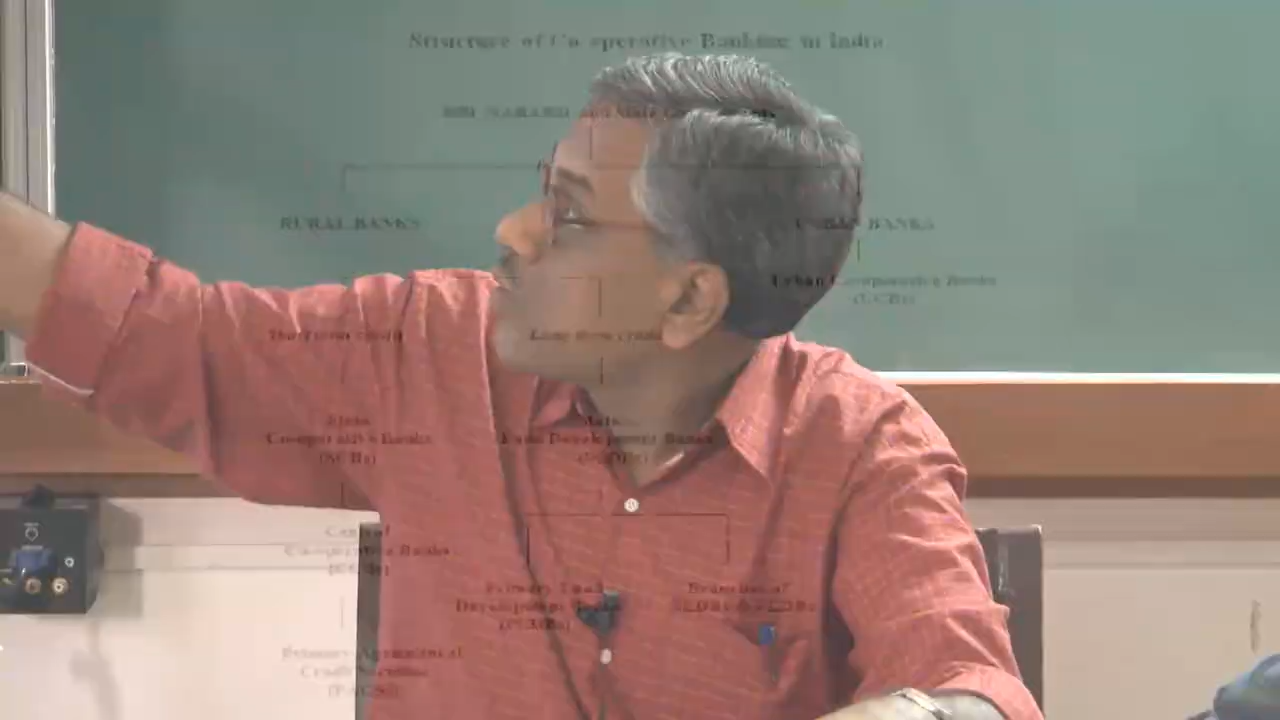 Structure of Co-operative Banking in India
RBI, NABARD and State
RURAL BANKS
URBAN BANKS
Urban Co-operative Banks
(UCBs)
Short term credit
Long term credit
State
Co-operative Banks
(SCBs)
State
Land Development Banks
(SLDBs)
Central
Co-operative Banks
(CCBs)
Primary Land
Development Banks
Branches of
Primary Agricultural
Credit Societies
(PACSs)